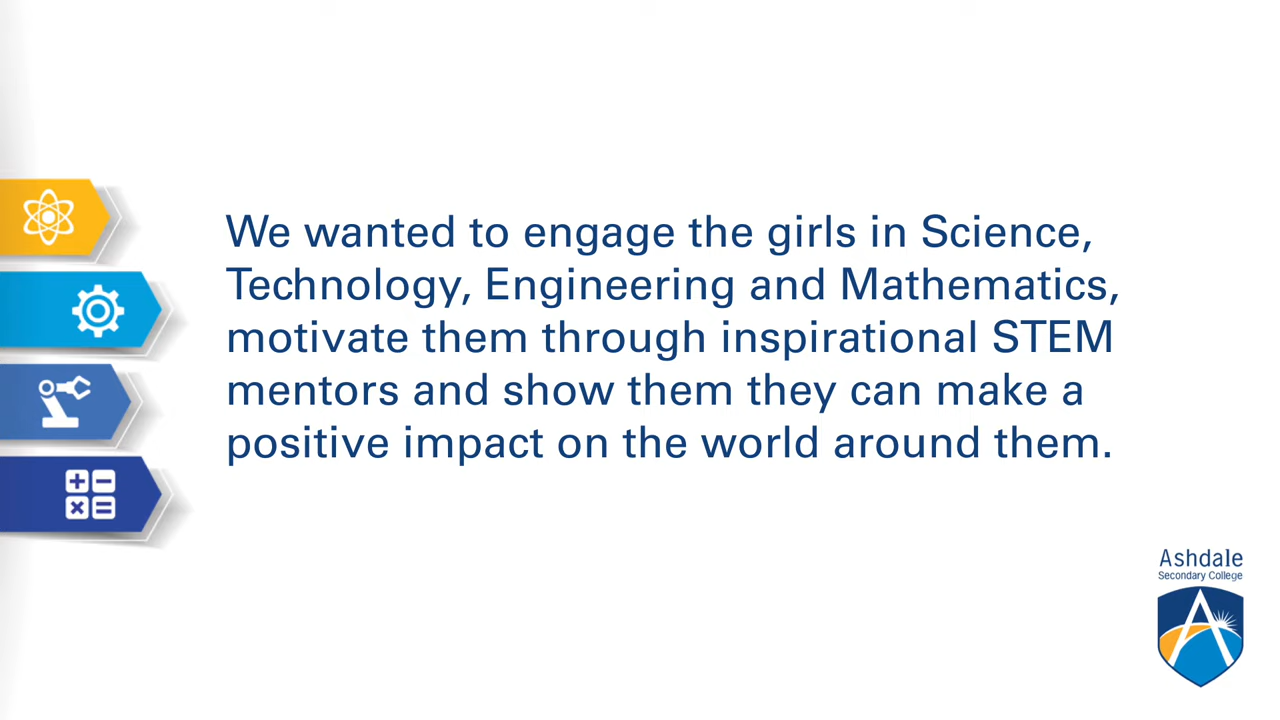 We wanted to engage the girls in Science,
Technology, Engineering and Mathematics,
motivate them through inspirational STEM
mentors and show them they can make a
positive impact on the world around them.
Ashdale
Secondary College